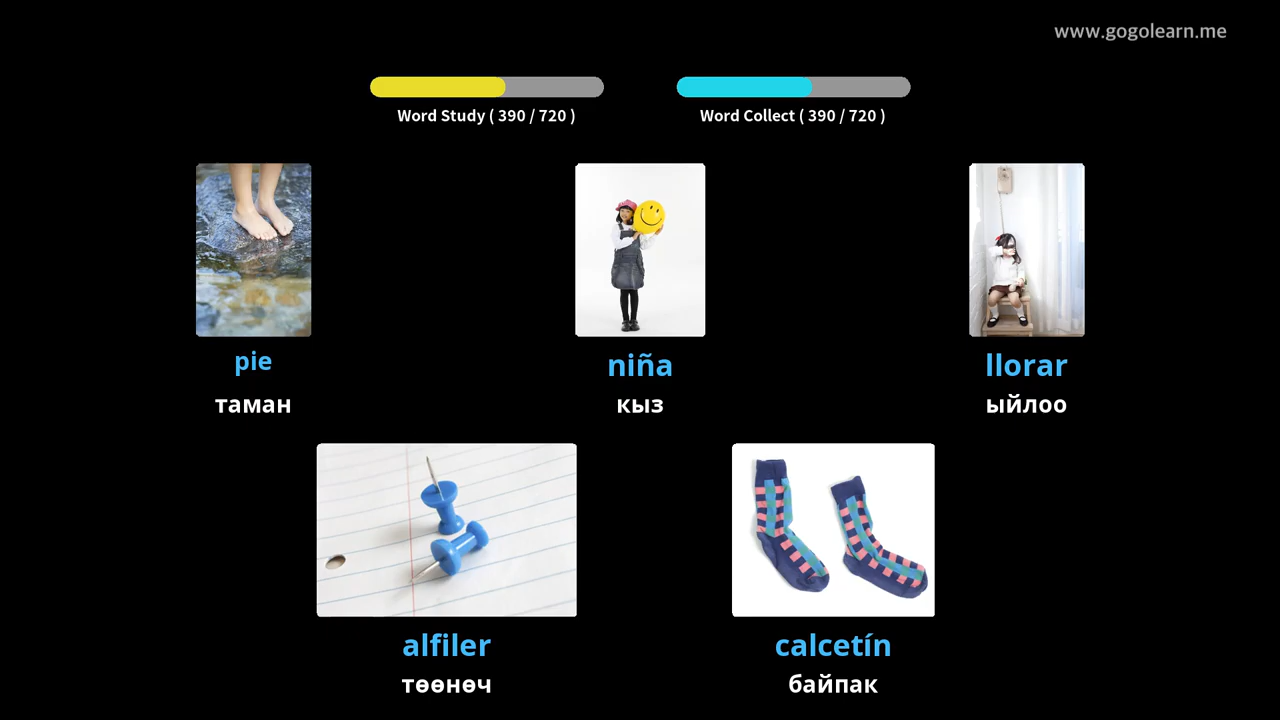 www.gogolearn.me
Word Study ( 390 / 720 )
Word Collect ( 390 / 720 )
pie
таман
niña
кыз
llorar
ыйлоо
alfiler
төөнөч
calcetín
байпак